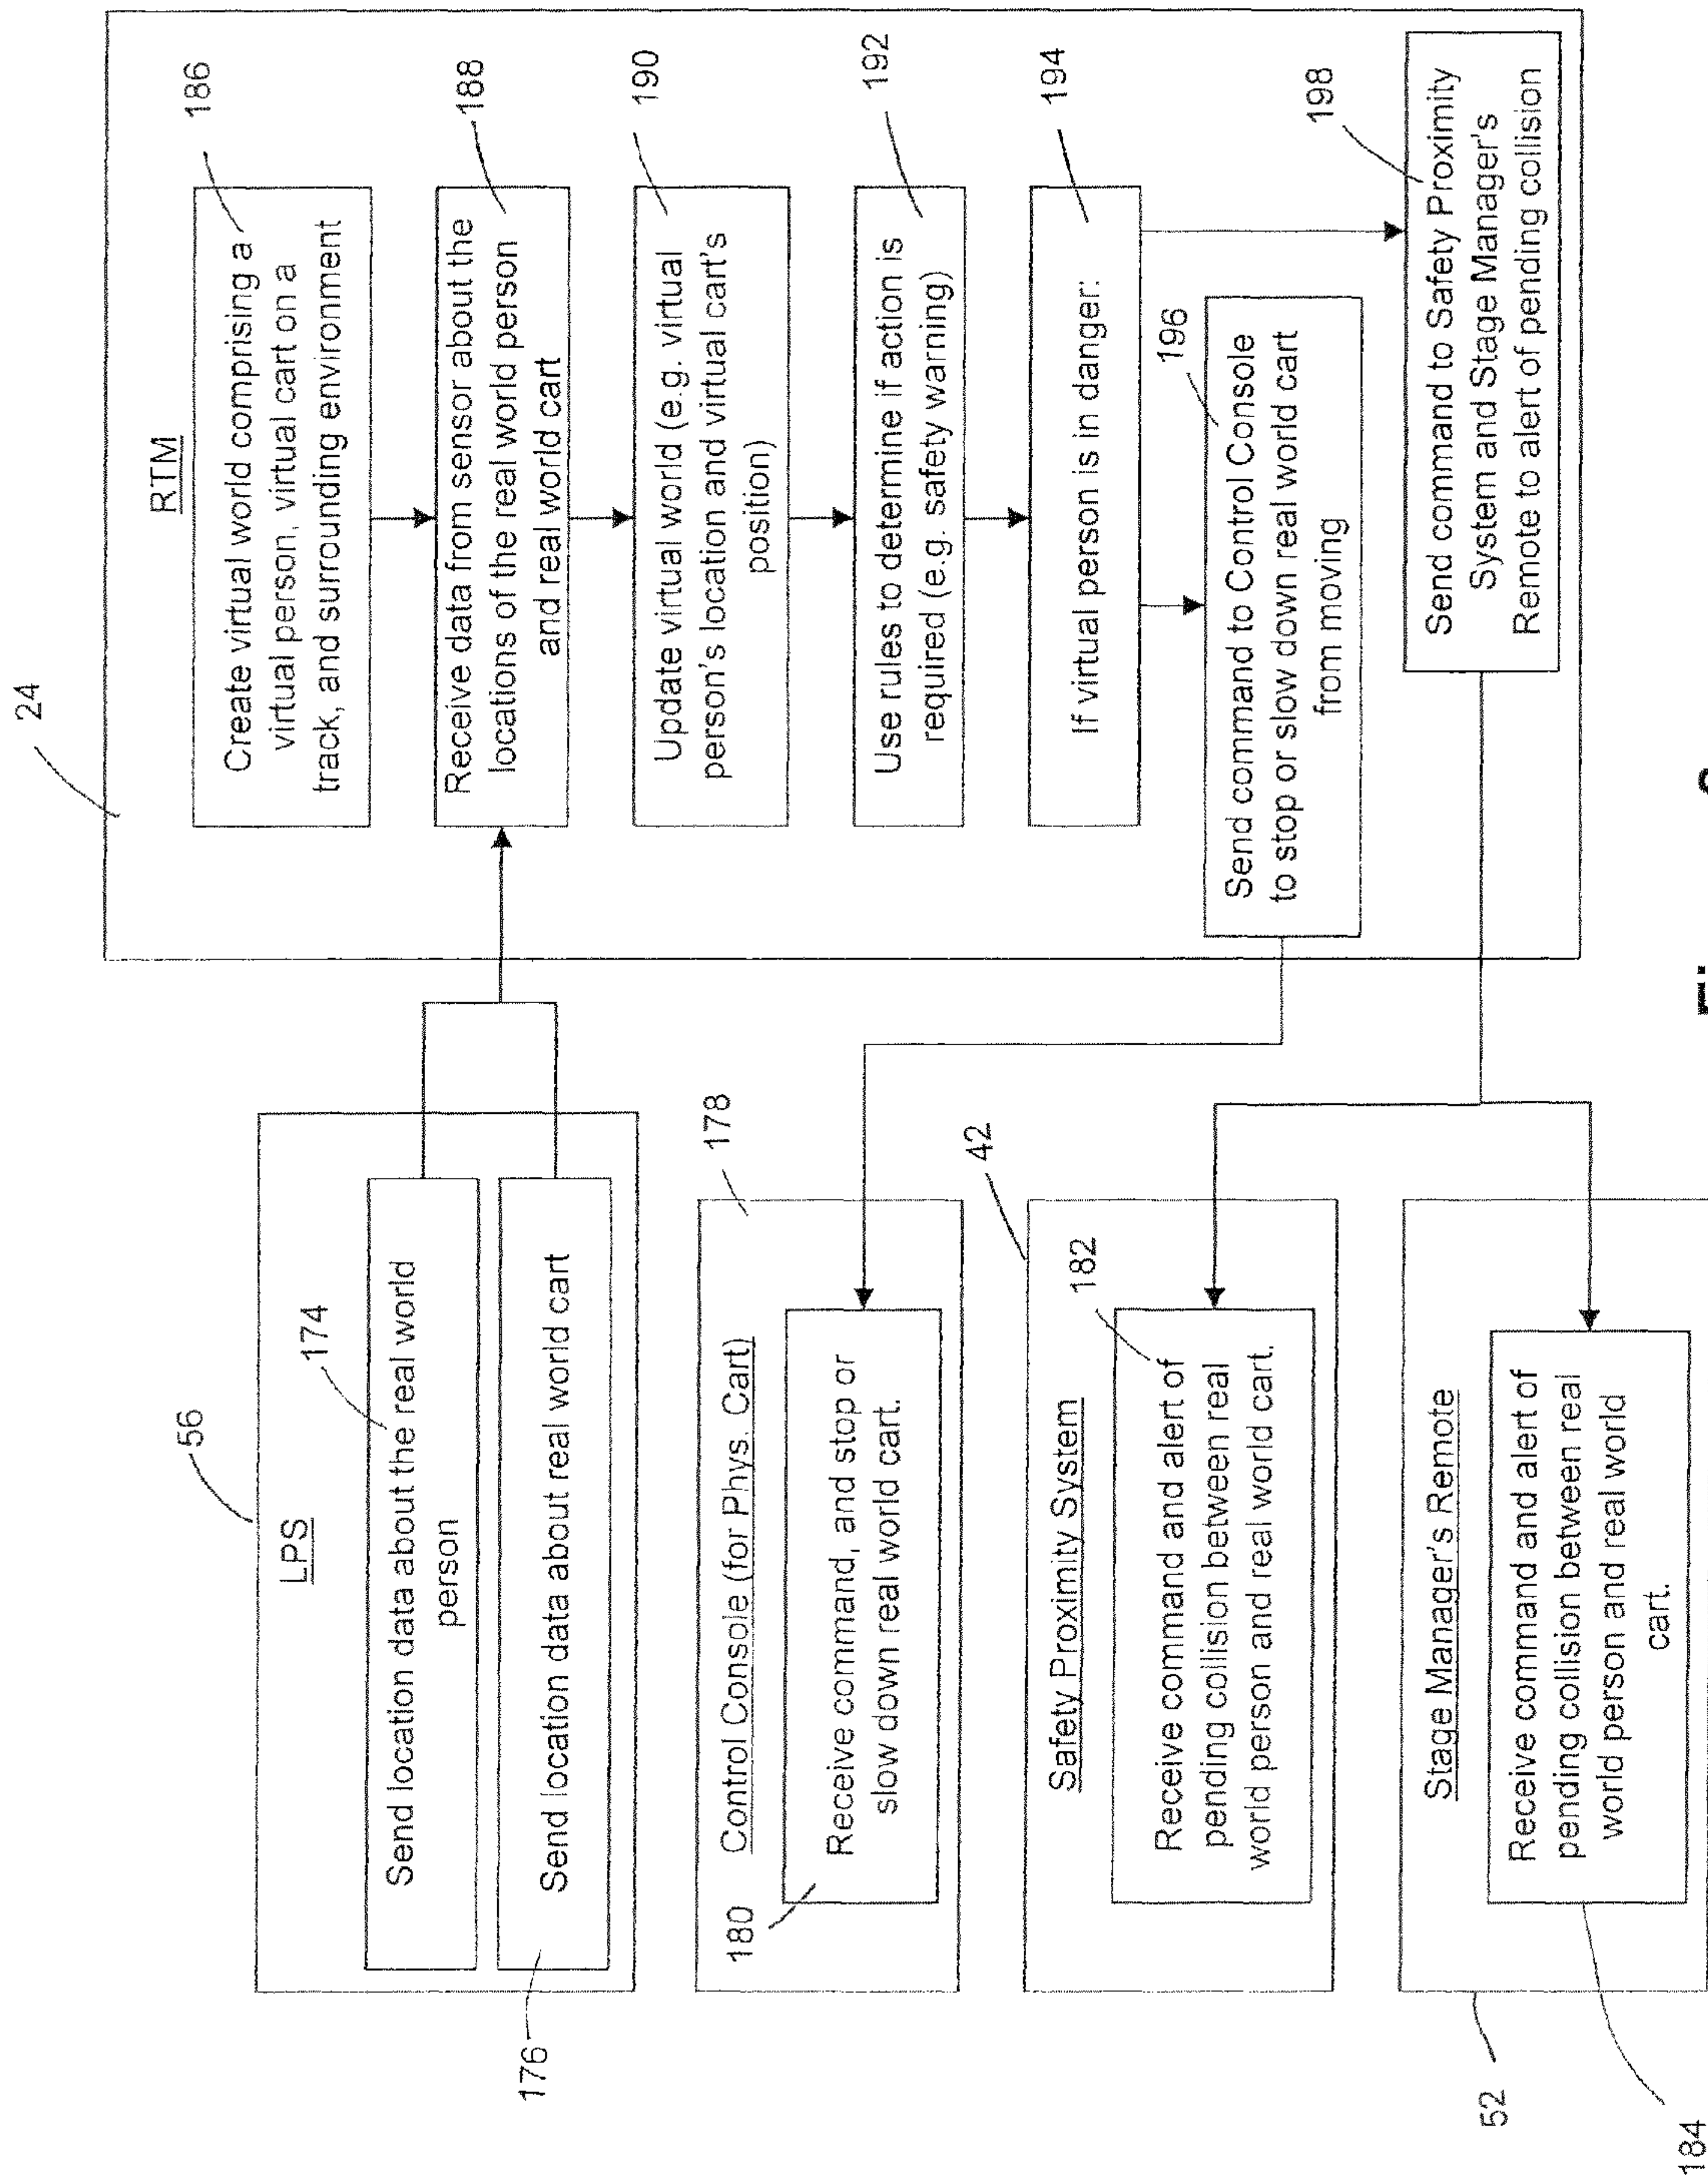 24
RTM
186
Create virtual world comprising a
virtual person, virtual cart on a
track, and surrounding environment
188
Receive data from sensor about the
locations of the real world person
and real world cart
190
Update virtual world (e.g. virtual
person's location and virtual cart's
position)
192
Use rules to determine if action is
required (e.g. safety warning)
194
If virtual person is in danger:
196
Send command to Control Console
to stop or slow down real world cart
from moving
198
Send command to Safety Proximity
System and Stage Manager's
Remote to alert of pending collision
56
LPS
174
Send location data about the real world
person
176
Send location data about real world cart
178
Control Console (for Phys. Cart)
180
Receive command, and stop or
slow down real world cart.
42
Safety Proximity System
182
Receive command and alert of
pending collision between real
world person and real world cart.
52
Stage Manager's Remote
184
Receive command and alert of
pending collision between real
world person and real world
cart.